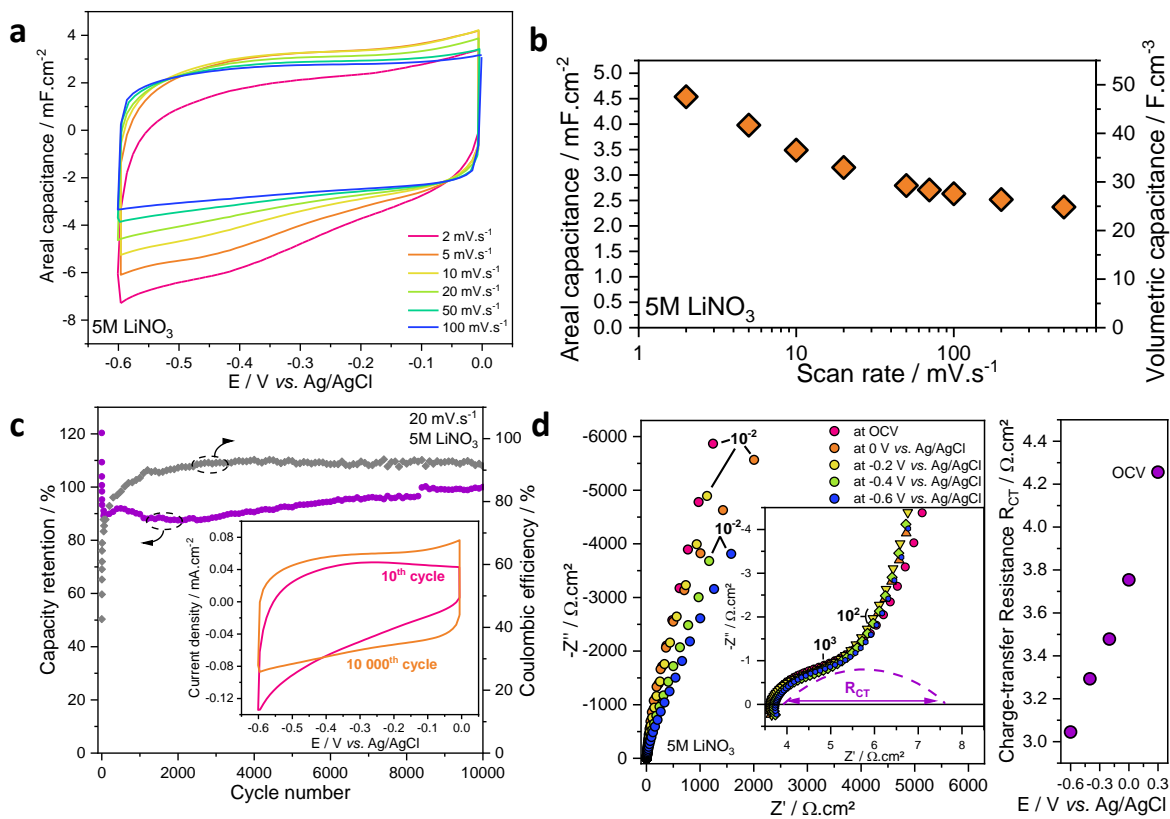 a
Areal capacitance / mF.cm⁻²
4
2
0
-2
-4
-6
-8
2 mV.s⁻¹
5 mV.s⁻¹
10 mV.s⁻¹
20 mV.s⁻¹
50 mV.s⁻¹
100 mV.s⁻¹
5M LiNO₃
-0.6 -0.5 -0.4 -0.3 -0.2 -0.1 0.0
E / V vs. Ag/AgCl
b
Areal capacitance / mF.cm⁻²
5.0
4.5
4.0
3.5
3.0
2.5
2.0
1.5
1.0
0.5
0.0
5M LiNO₃
1 10 100
Scan rate / mV.s⁻¹
50
40
30
20
10
0
Volumetric capacitance / F.cm⁻³
c
20 mV.s⁻¹
5M LiNO₃
Capacity retention / %
120
100
80
60
40
20
0
0 2000 4000 6000 8000 10000
Cycle number
100
80
60
40
20
0
Coulombic efficiency / %
Current density / mA.cm⁻²
0.08
0.04
0.00
-0.04
-0.08
-0.12
10th cycle
10 000th cycle
-0.6 -0.5 -0.4 -0.3 -0.2 -0.1 0.0
E / V vs. Ag/AgCl
d
-Z'' / Ω.cm²
-6000
-5000
-4000
-3000
-2000
-1000
0
10⁻²
10⁻²
at OCV
at 0 V vs. Ag/AgCl
at -0.2 V vs. Ag/AgCl
at -0.4 V vs. Ag/AgCl
at -0.6 V vs. Ag/AgCl
5M LiNO₃
0 1000 2000 3000 4000 5000 6000
Z' / Ω.cm²
-Z'' / Ω.cm²
-4
-3
-2
-1
0
10²
10³
R_CT
4 5 6 7 8
Z' / Ω.cm²
Charge-transfer Resistance R_CT / Ω.cm²
4.4
4.2
4.0
3.8
3.6
3.4
3.2
3.0
OCV
-0.6 -0.3 0.0 0.3
E / V vs. Ag/AgCl